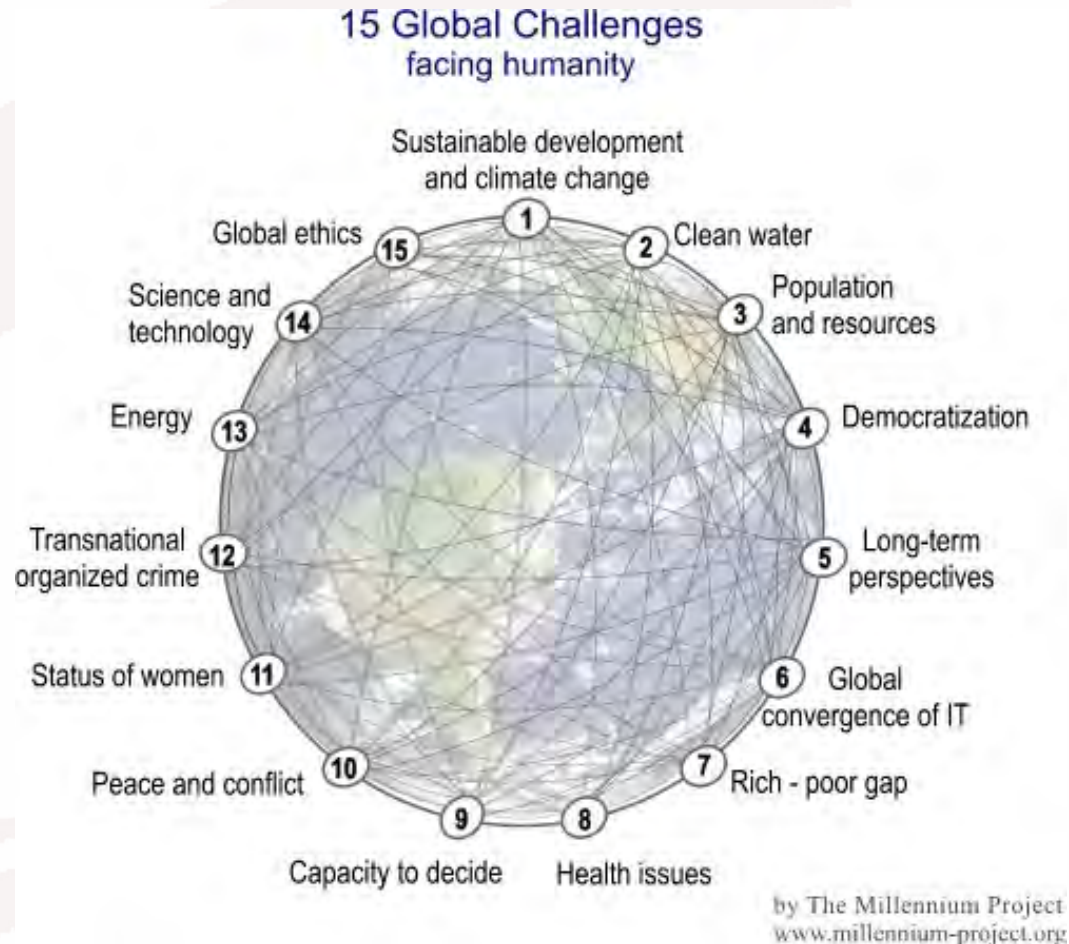 15 Global Challenges
facing humanity
1
Sustainable development
and climate change
2
Clean water
3
Population
and resources
4
Democratization
5
Long-term
perspectives
6
Global
convergence of IT
7
Rich - poor gap
8
Health issues
9
Capacity to decide
10
Peace and conflict
11
Status of women
12
Transnational
organized crime
13
Energy
14
Science and
technology
15
Global ethics
by The Millennium Project
www.millennium-project.org